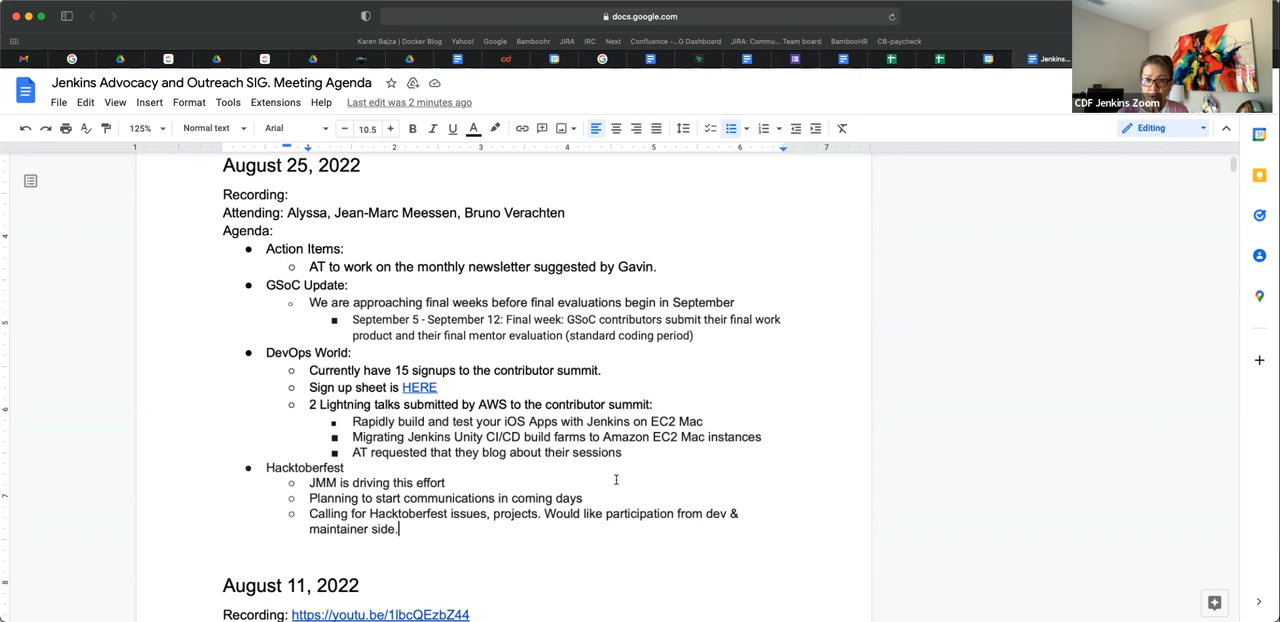 docs.google.com
Karen Bajza | Docker Blog Yahoo! Google Bamboohr JIRA IRC Next Confluence -...G Dashboard JIRA: Commu... Team board BambooHR CB-paycheck
Jenkins...
Jenkins Advocacy and Outreach SIG. Meeting Agenda
CDF Jenkins Zoom
File Edit View Insert Format Tools Extensions Help Last edit was 2 minutes ago
125% Normal text Arial 10.5 Editing
1 1 2 3 4 5 6 7
August 25, 2022
Recording:
Attending: Alyssa, Jean-Marc Meessen, Bruno Verachten
Agenda:
Action Items:
AT to work on the monthly newsletter suggested by Gavin.
GSoC Update:
We are approaching final weeks before final evaluations begin in September
September 5 - September 12: Final week: GSoC contributors submit their final work
product and their final mentor evaluation (standard coding period)
DevOps World:
Currently have 15 signups to the contributor summit.
Sign up sheet is HERE
2 Lightning talks submitted by AWS to the contributor summit:
Rapidly build and test your iOS Apps with Jenkins on EC2 Mac
Migrating Jenkins Unity CI/CD build farms to Amazon EC2 Mac instances
AT requested that they blog about their sessions
Hacktoberfest
JMM is driving this effort
Planning to start communications in coming days
Calling for Hacktoberfest issues, projects. Would like participation from dev &
maintainer side.
August 11, 2022
Recording: https://youtu.be/1lbcQEzbZ44